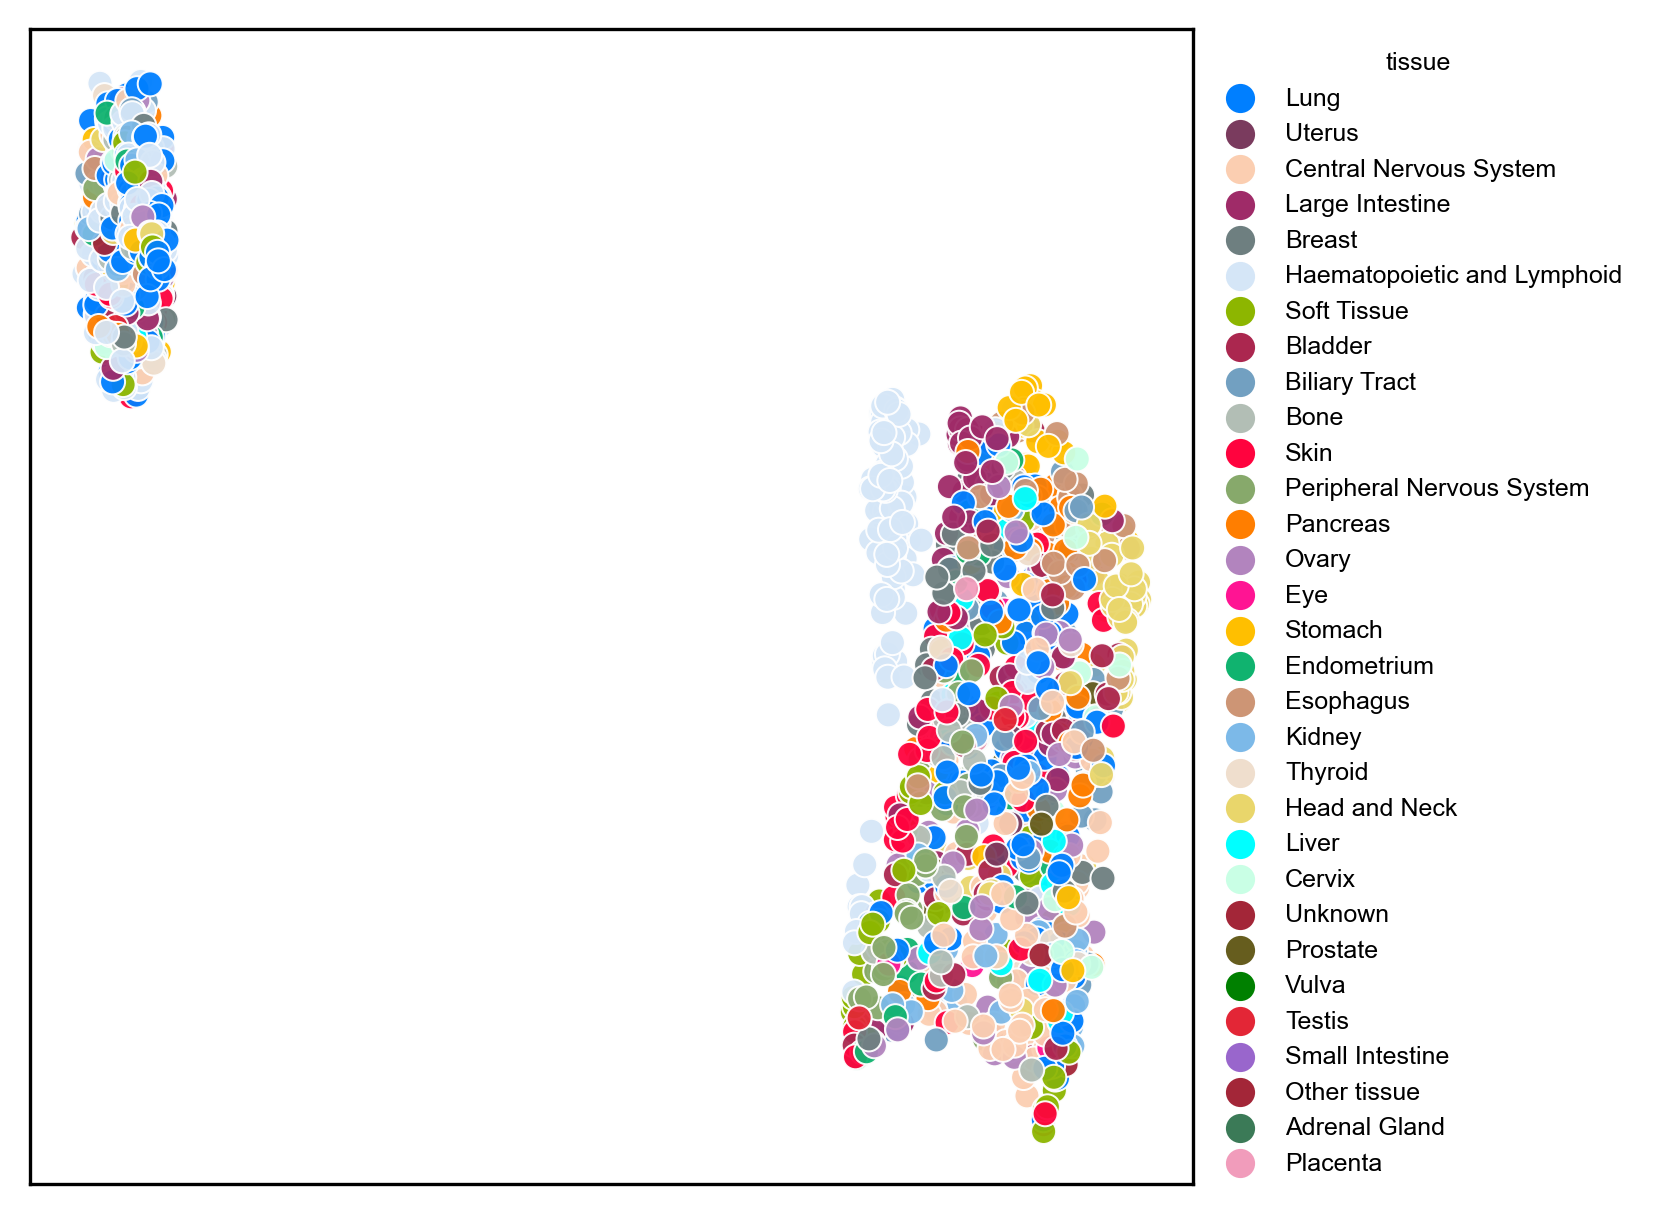 tissue
Lung
Uterus
Central Nervous System
Large Intestine
Breast
Haematopoietic and Lymphoid
Soft Tissue
Bladder
Biliary Tract
Bone
Skin
Peripheral Nervous System
Pancreas
Ovary
Eye
Stomach
Endometrium
Esophagus
Kidney
Thyroid
Head and Neck
Liver
Cervix
Unknown
Prostate
Vulva
Testis
Small Intestine
Other tissue
Adrenal Gland
Placenta